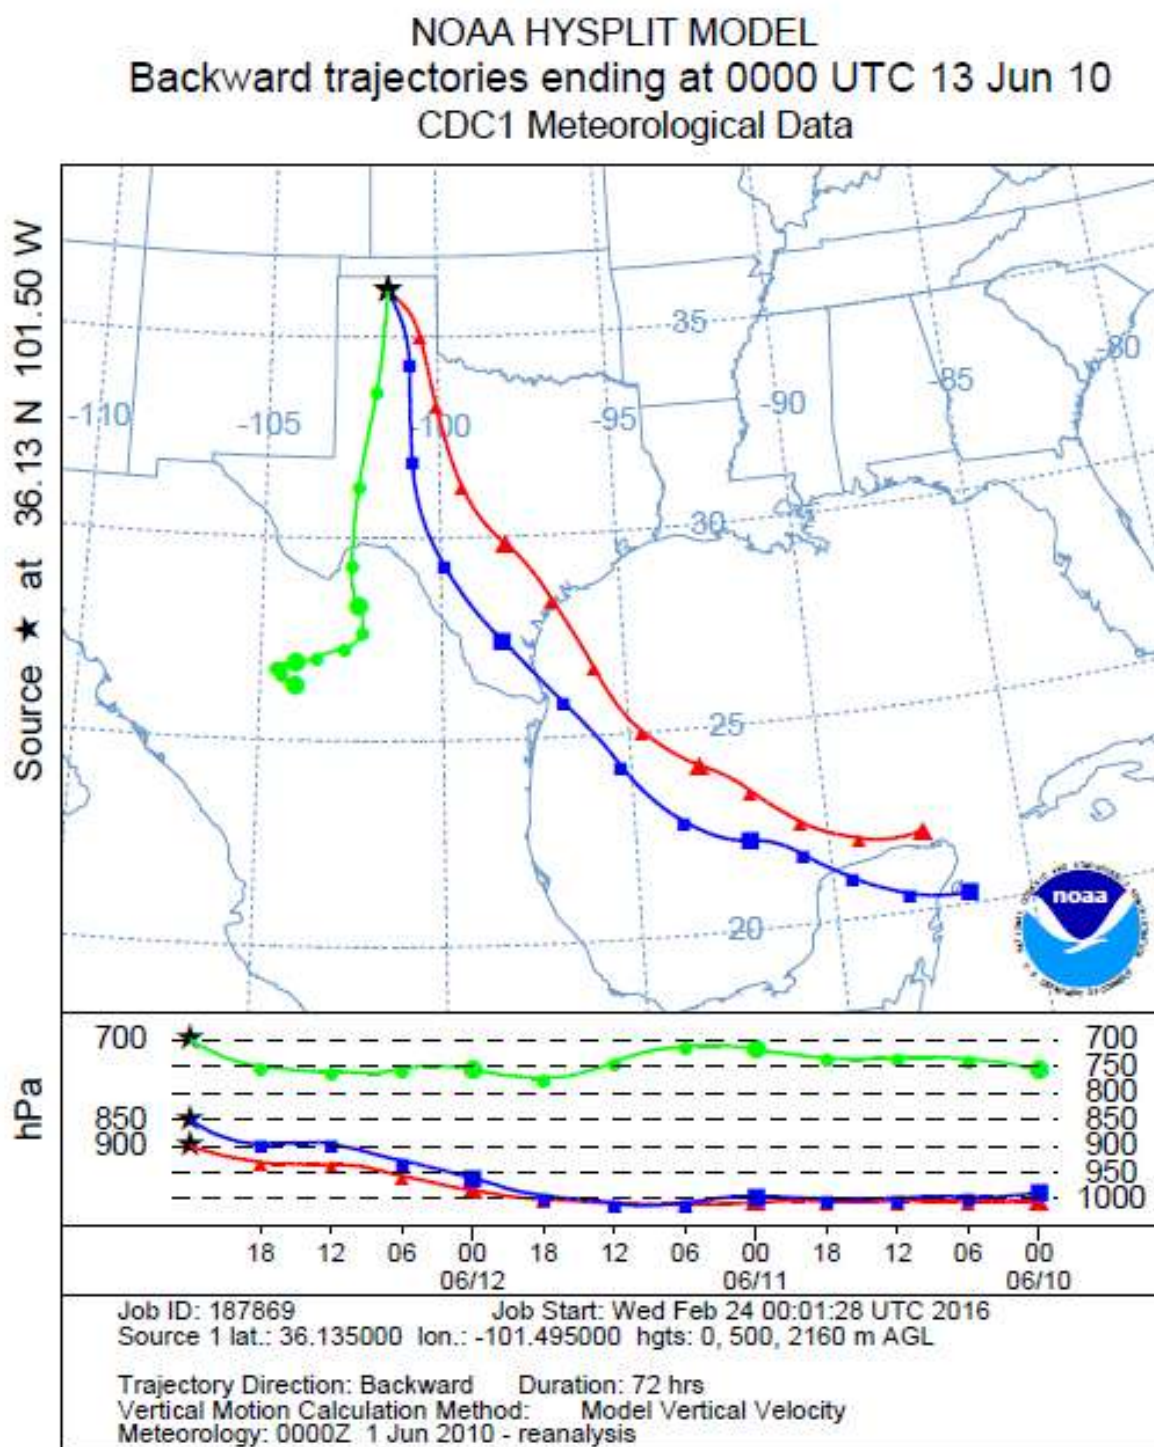 NOAA HYSPLIT MODEL
Backward trajectories ending at 0000 UTC 13 Jun 10
CDC1 Meteorological Data
Source ★ at 36.13 N 101.50 W
-110
-105
-100
-95
-90
-85
-80
35
30
25
20
noaa
hPa
700 700
750
800
850 850
900 900
950
1000
18 12 06 00 18 12 06 00 18 12 06 00
06/12 06/11 06/10
Job ID: 187869 Job Start: Wed Feb 24 00:01:28 UTC 2016
Source 1 lat.: 36.135000 lon.: -101.495000 hgts: 0, 500, 2160 m AGL
Trajectory Direction: Backward Duration: 72 hrs
Vertical Motion Calculation Method: Model Vertical Velocity
Meteorology: 0000Z 1 Jun 2010 - reanalysis